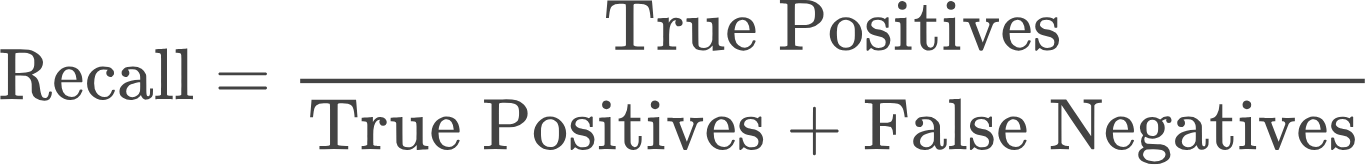 True Positives
Recall =
True Positives + False Negatives